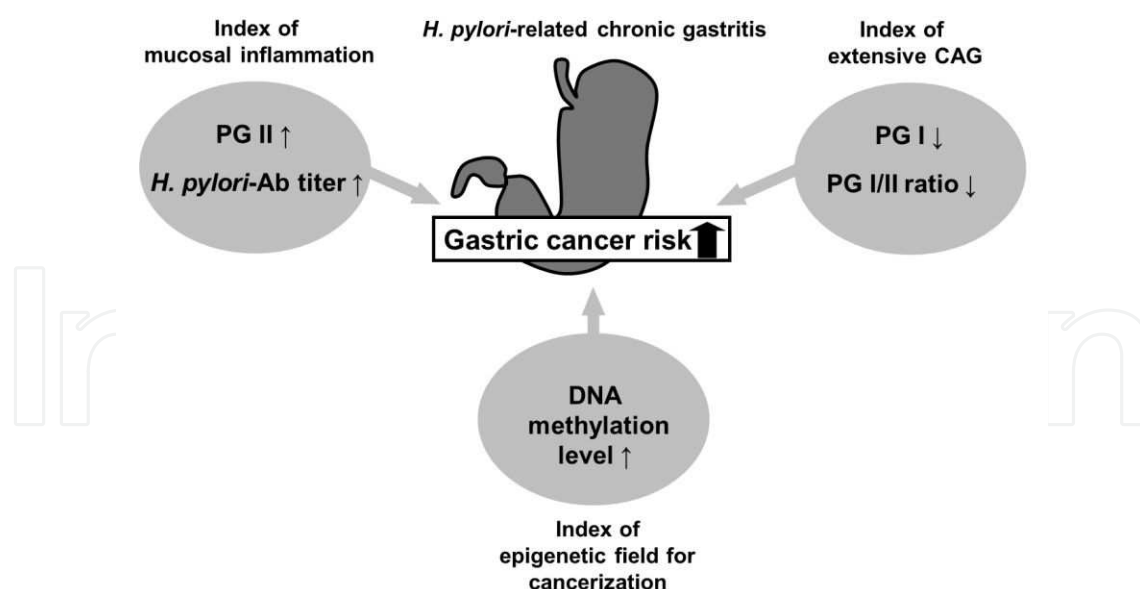 Index of
mucosal inflammation
PG II ↑
H. pylori-Ab titer ↑
H. pylori-related chronic gastritis
Gastric cancer risk
Index of
extensive CAG
PG I ↓
PG I/II ratio ↓
DNA
methylation
level ↑
Index of
epigenetic field for
cancerization